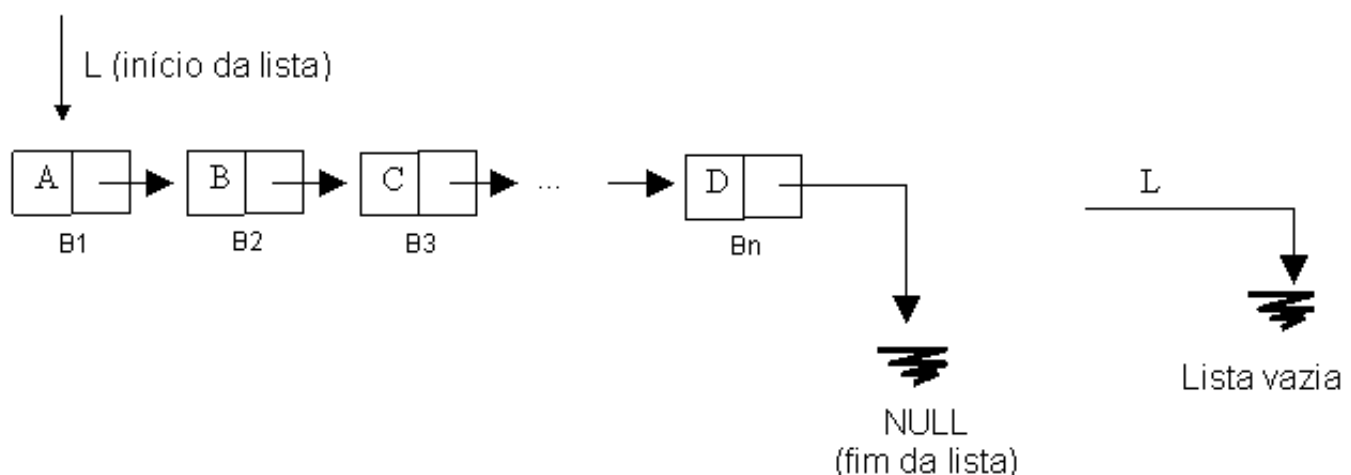 L (início da lista)
A
B
C
...
D
B1
B2
B3
Bn
L
NULL
(fim da lista)
Lista vazia